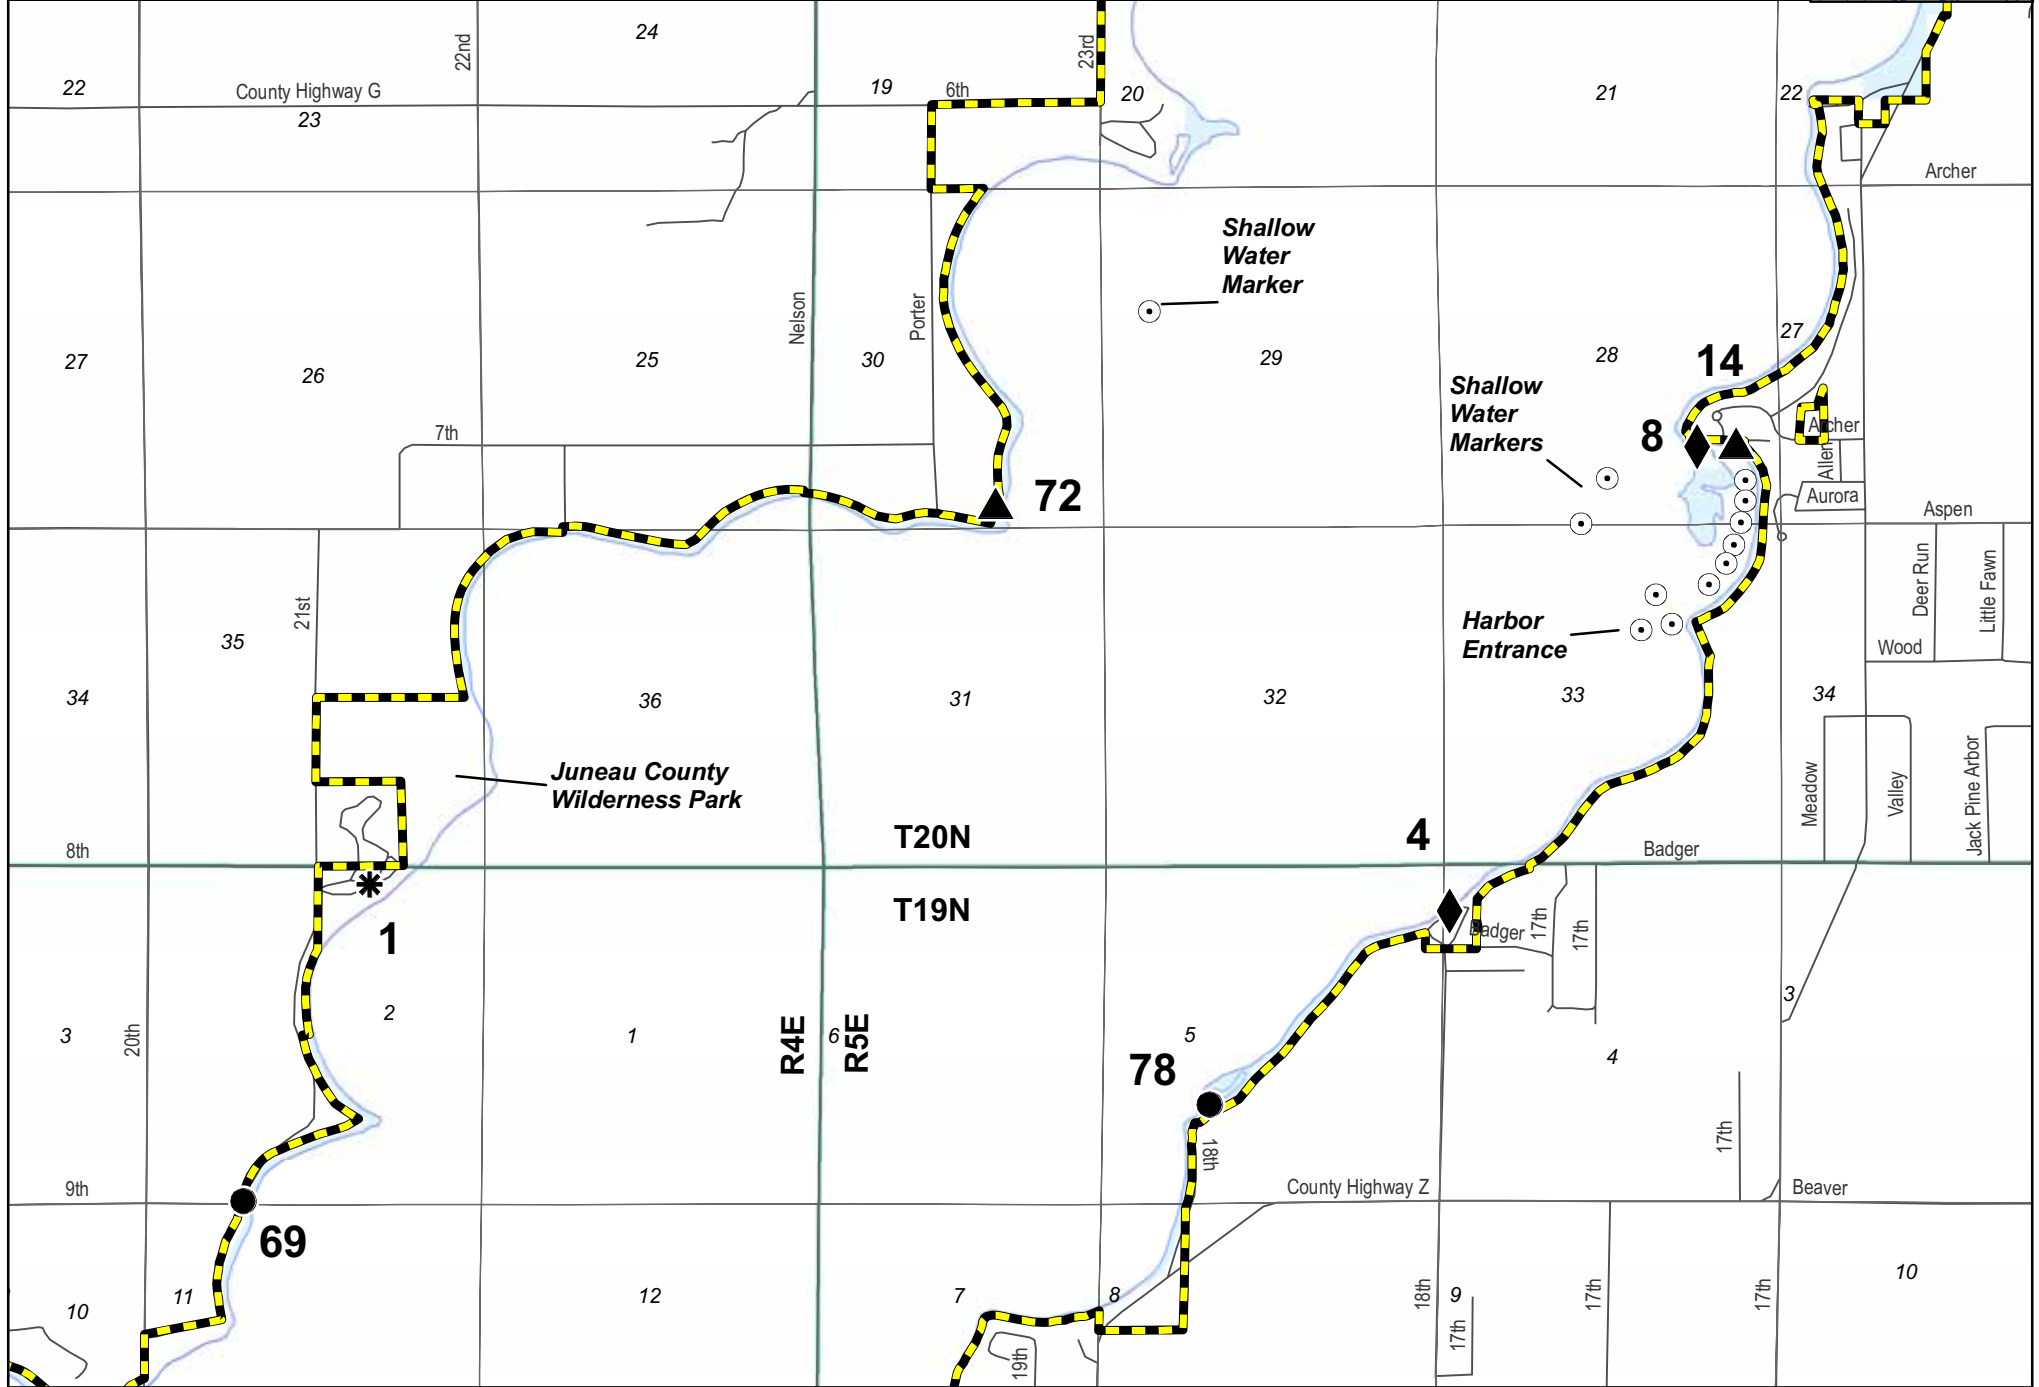 24
22nd
23rd
22
County Highway G
19
6th
20
21
22
23
Archer
Shallow
Water
Marker
Nelson
Porter
27
26
25
30
29
28
27
14
Shallow
Water
Markers
8
Archer
Allen
7th
72
Aurora
Aspen
21st
Deer Run
Little Fawn
Harbor
Entrance
Wood
35
34
36
31
32
33
34
Juneau County
Wilderness Park
Meadow
Valley
Jack Pine Arbor
T20N
4
8th
Badger
T19N
1
Badger
17th
17th
3
20th
2
1
R4E
6
R5E
5
3
4
78
18th
17th
9th
County Highway Z
Beaver
69
11
10
12
7
8
18th
9
17th
17th
17th
10
19th